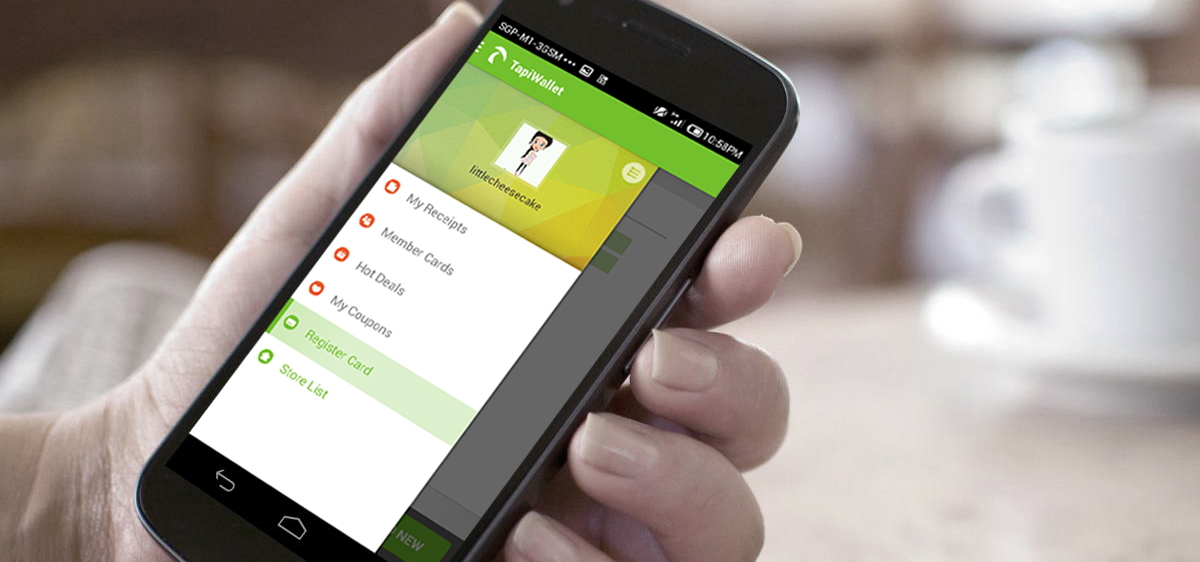 SGP-M1-3GSM
10:58PM
TapiWallet
littlecheesecake
My Receipts
Member Cards
Hot Deals
My Coupons
Register Card
Store List
NEW